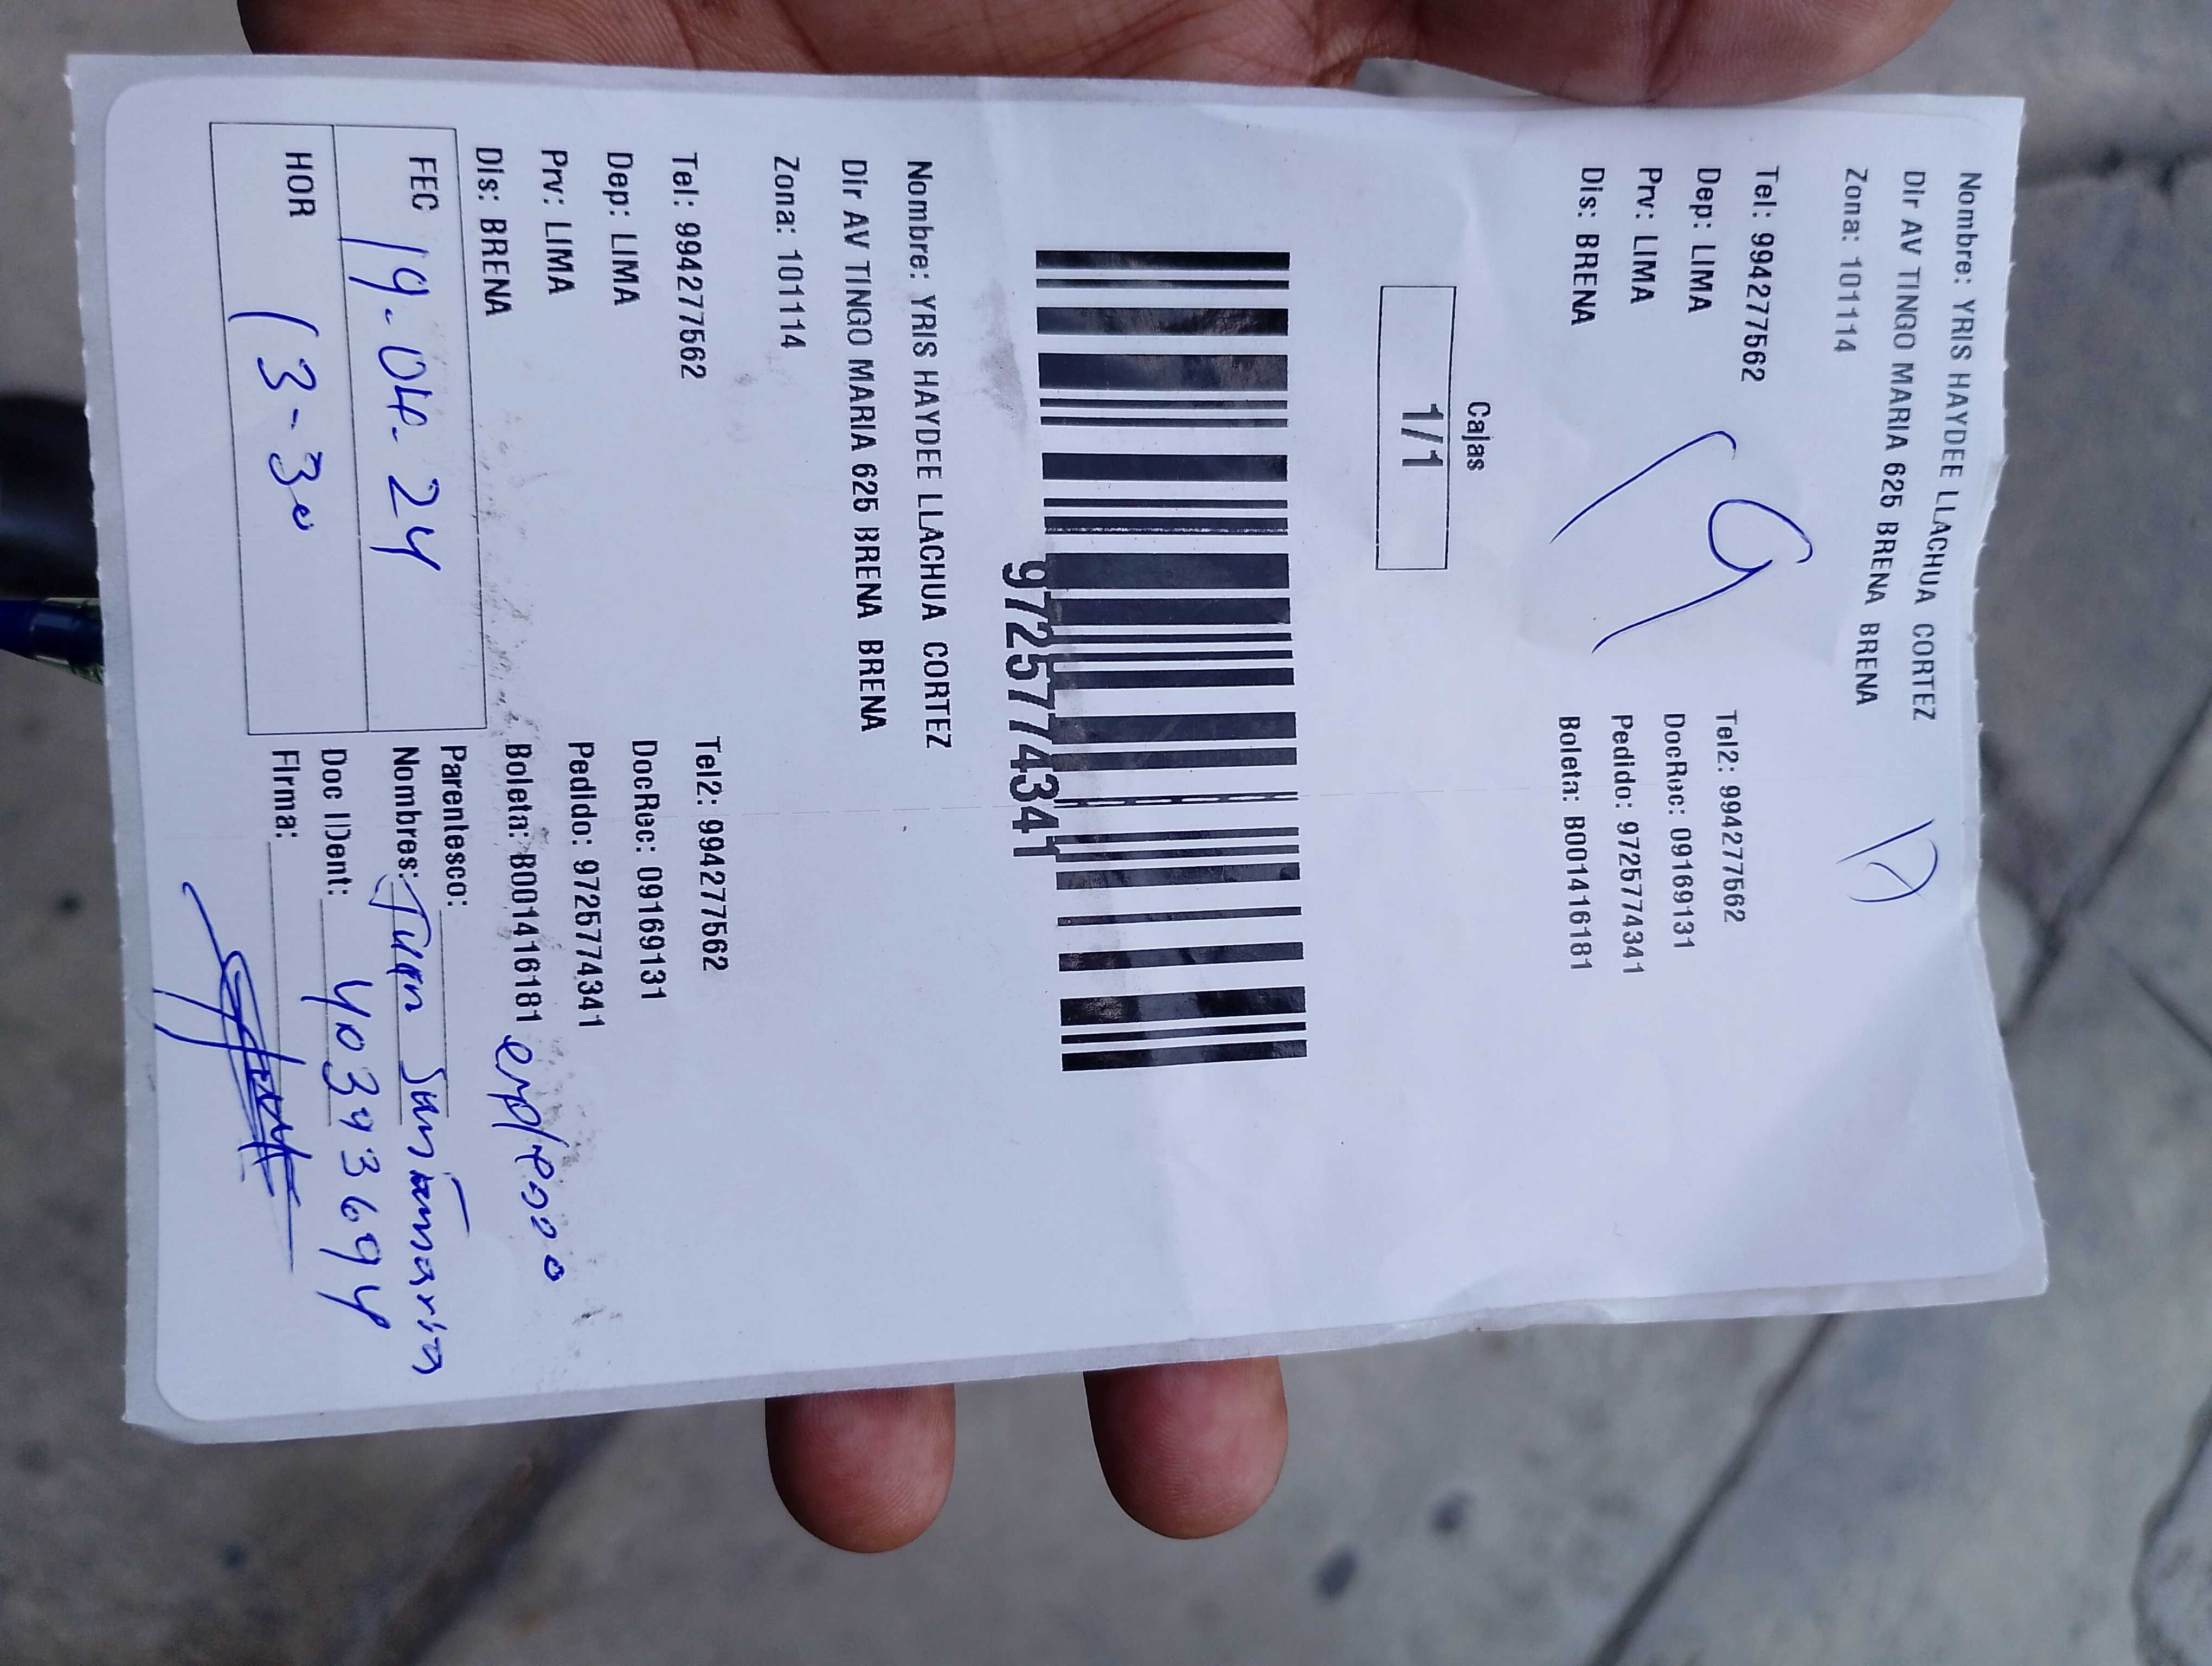 Nombre: YRIS HAYDEE LLACHUA CORTEZ
Dir AV TINGO MARIA 625 BRENA BRENA
Zona: 101114
Tel: 994277562 Tel2: 994277562
Dep: LIMA DocRec: 09169131
Prv: LIMA Pedido: 9725774341
Dis: BRENA Boleta: B001416181
19
Cajas
1/1
9725774341
Nombre: YRIS HAYDEE LLACHUA CORTEZ
Dir AV TINGO MARIA 625 BRENA BRENA
Zona: 101114
Tel: 994277562 Tel2: 994277562
Dep: LIMA DocRec: 09169131
Prv: LIMA Pedido: 9725774341
Dis: BRENA Boleta: B001416181
FEC 19-04-24 Parentesco:
Nombres: Juan Santamaria
HOR 13-30 Doc IDent: 40393694
Firma: